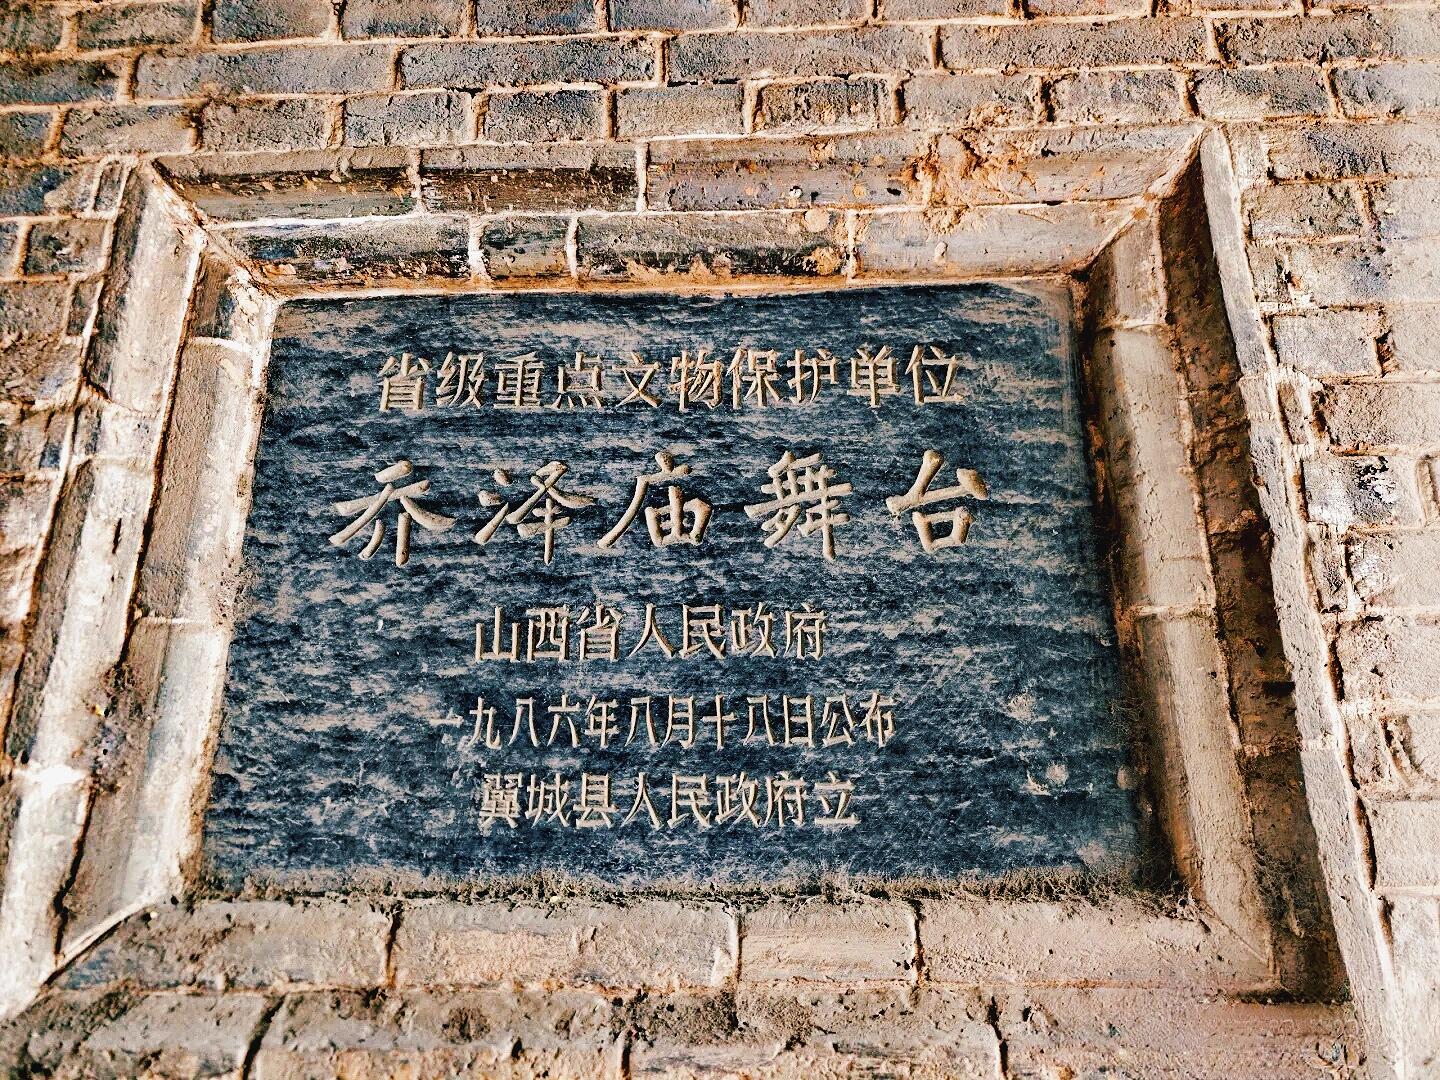 省级重点文物保护单位
乔泽庙舞台
山西省人民政府
一九八六年八月十八日公布
翼城县人民政府立